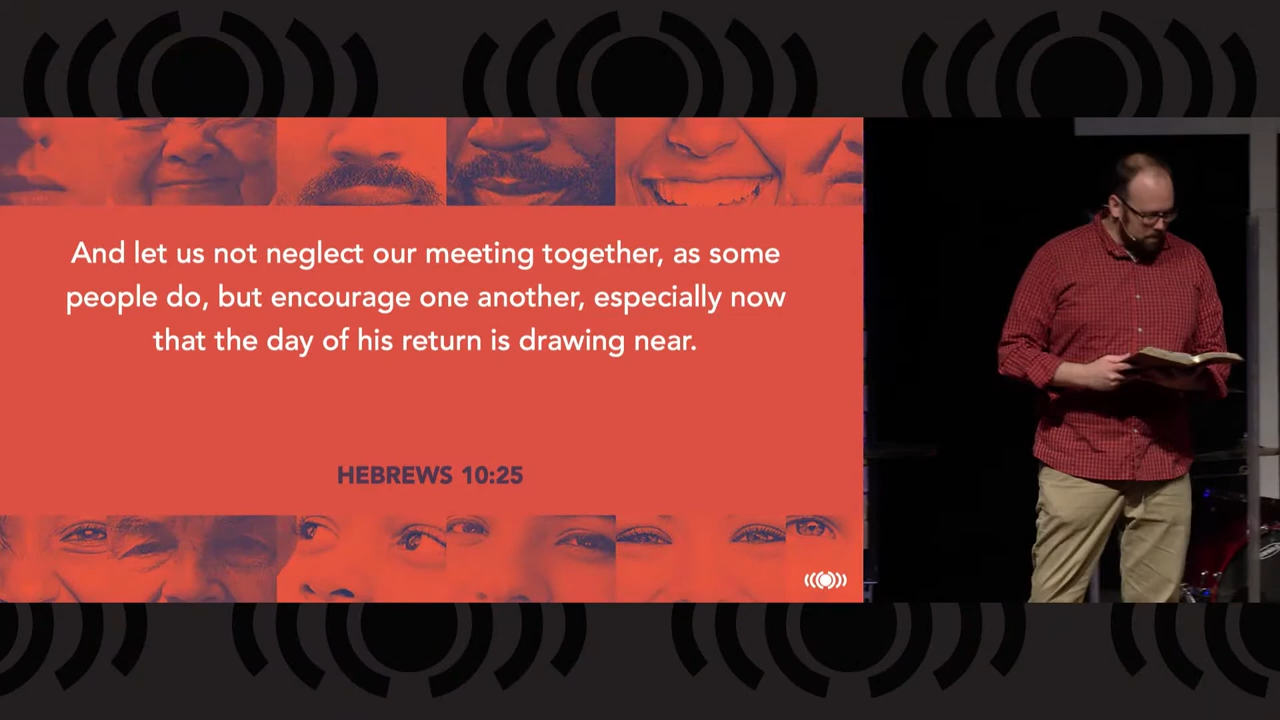 And let us not neglect our meeting together, as some
people do, but encourage one another, especially now
that the day of his return is drawing near.
HEBREWS 10:25